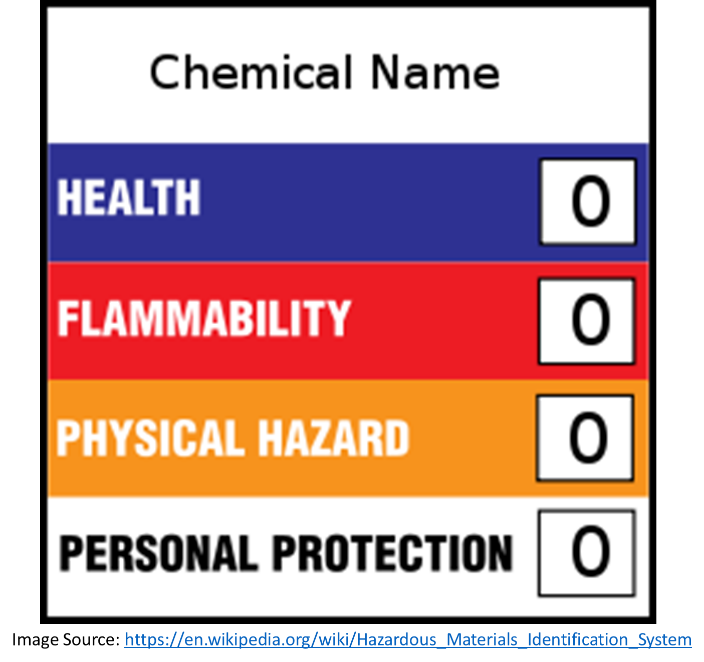 Chemical Name
HEALTH 0
FLAMMABILITY 0
PHYSICAL HAZARD 0
PERSONAL PROTECTION 0
Image Source: https://en.wikipedia.org/wiki/Hazardous_Materials_Identification_System